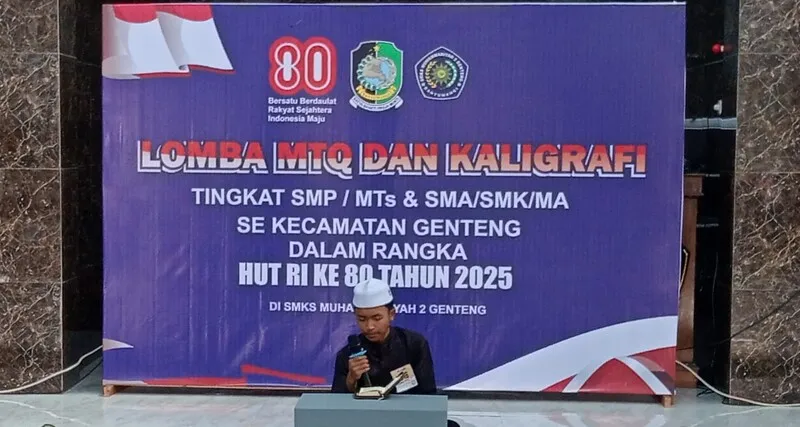 80
Bersatu Berdaulat
Rakyat Sejahtera
Indonesia Maju
LOMBA MTQ DAN KALIGRAFI
TINGKAT SMP / MTs & SMA/SMK/MA
SE KECAMATAN GENTENG
DALAM RANGKA
HUT RI KE 80 TAHUN 2025
DI SMKS MUHA YAH 2 GENTENG